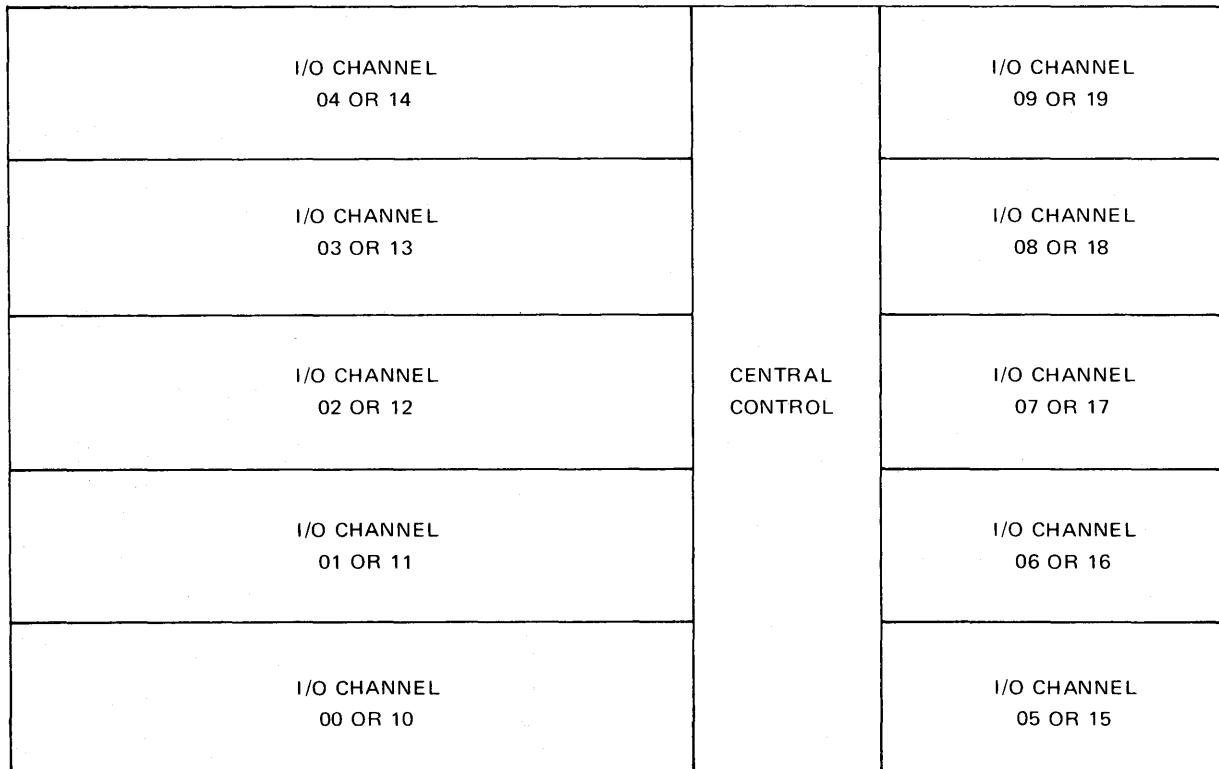 I/O CHANNEL
04 OR 14
I/O CHANNEL
03 OR 13
I/O CHANNEL
02 OR 12
I/O CHANNEL
01 OR 11
I/O CHANNEL
00 OR 10
CENTRAL
CONTROL
I/O CHANNEL
09 OR 19
I/O CHANNEL
08 OR 18
I/O CHANNEL
07 OR 17
I/O CHANNEL
06 OR 16
I/O CHANNEL
05 OR 15